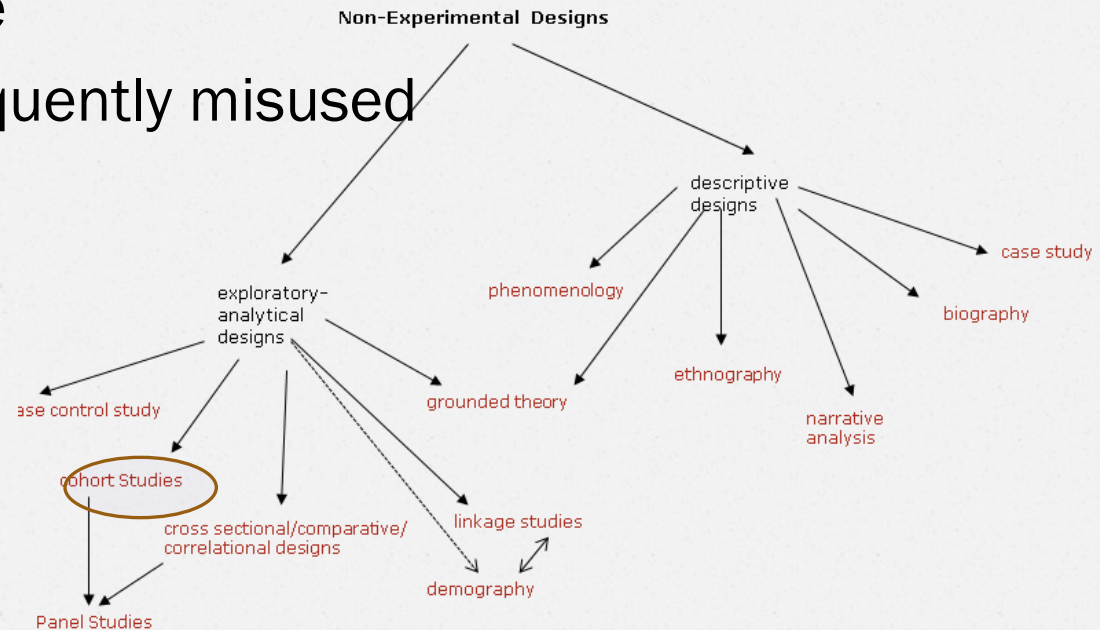 e
Non-Experimental Designs
quently misused
descriptive
designs
case study
phenomenology
exploratory-
analytical
designs
biography
ethnography
grounded theory
ase control study
narrative
analysis
cohort Studies
linkage studies
cross sectional/comparative/
correlational designs
demography
Panel Studies